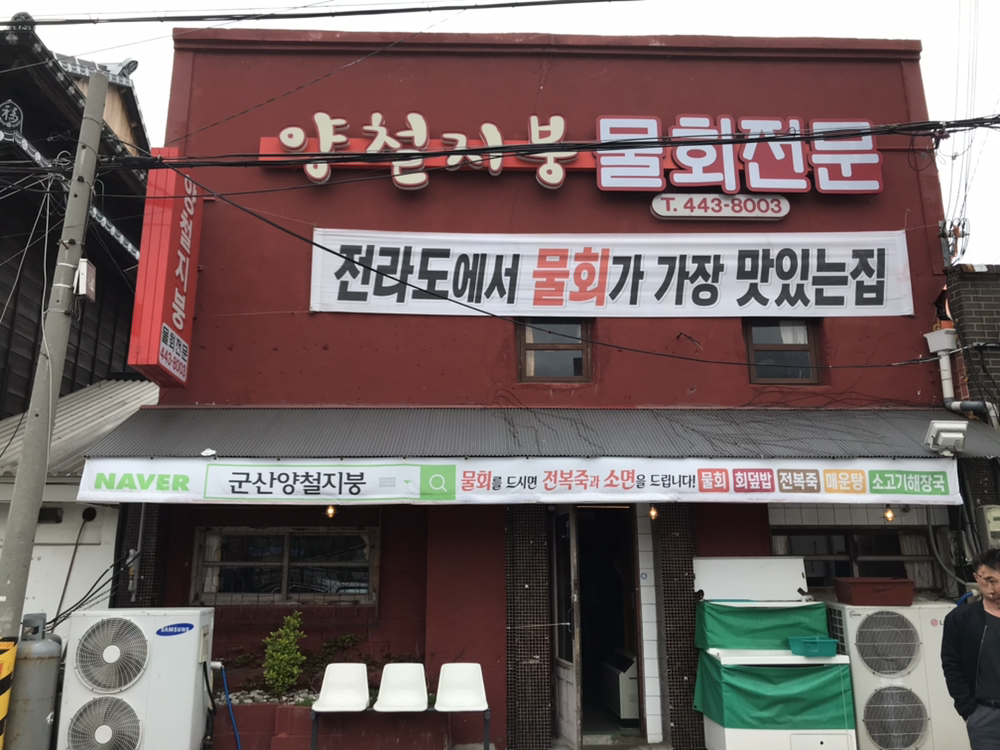 양철지붕 물회전문
T. 443-8003
양철지붕
물회전문
443-8003
전라도에서 물회가 가장 맛있는집
NAVER 군산양철지붕 물회를 드시면 전복죽과 소면을 드립니다! 물회 회덮밥 전복죽 매운탕 소고기해장국
SAMSUNG
LG
福